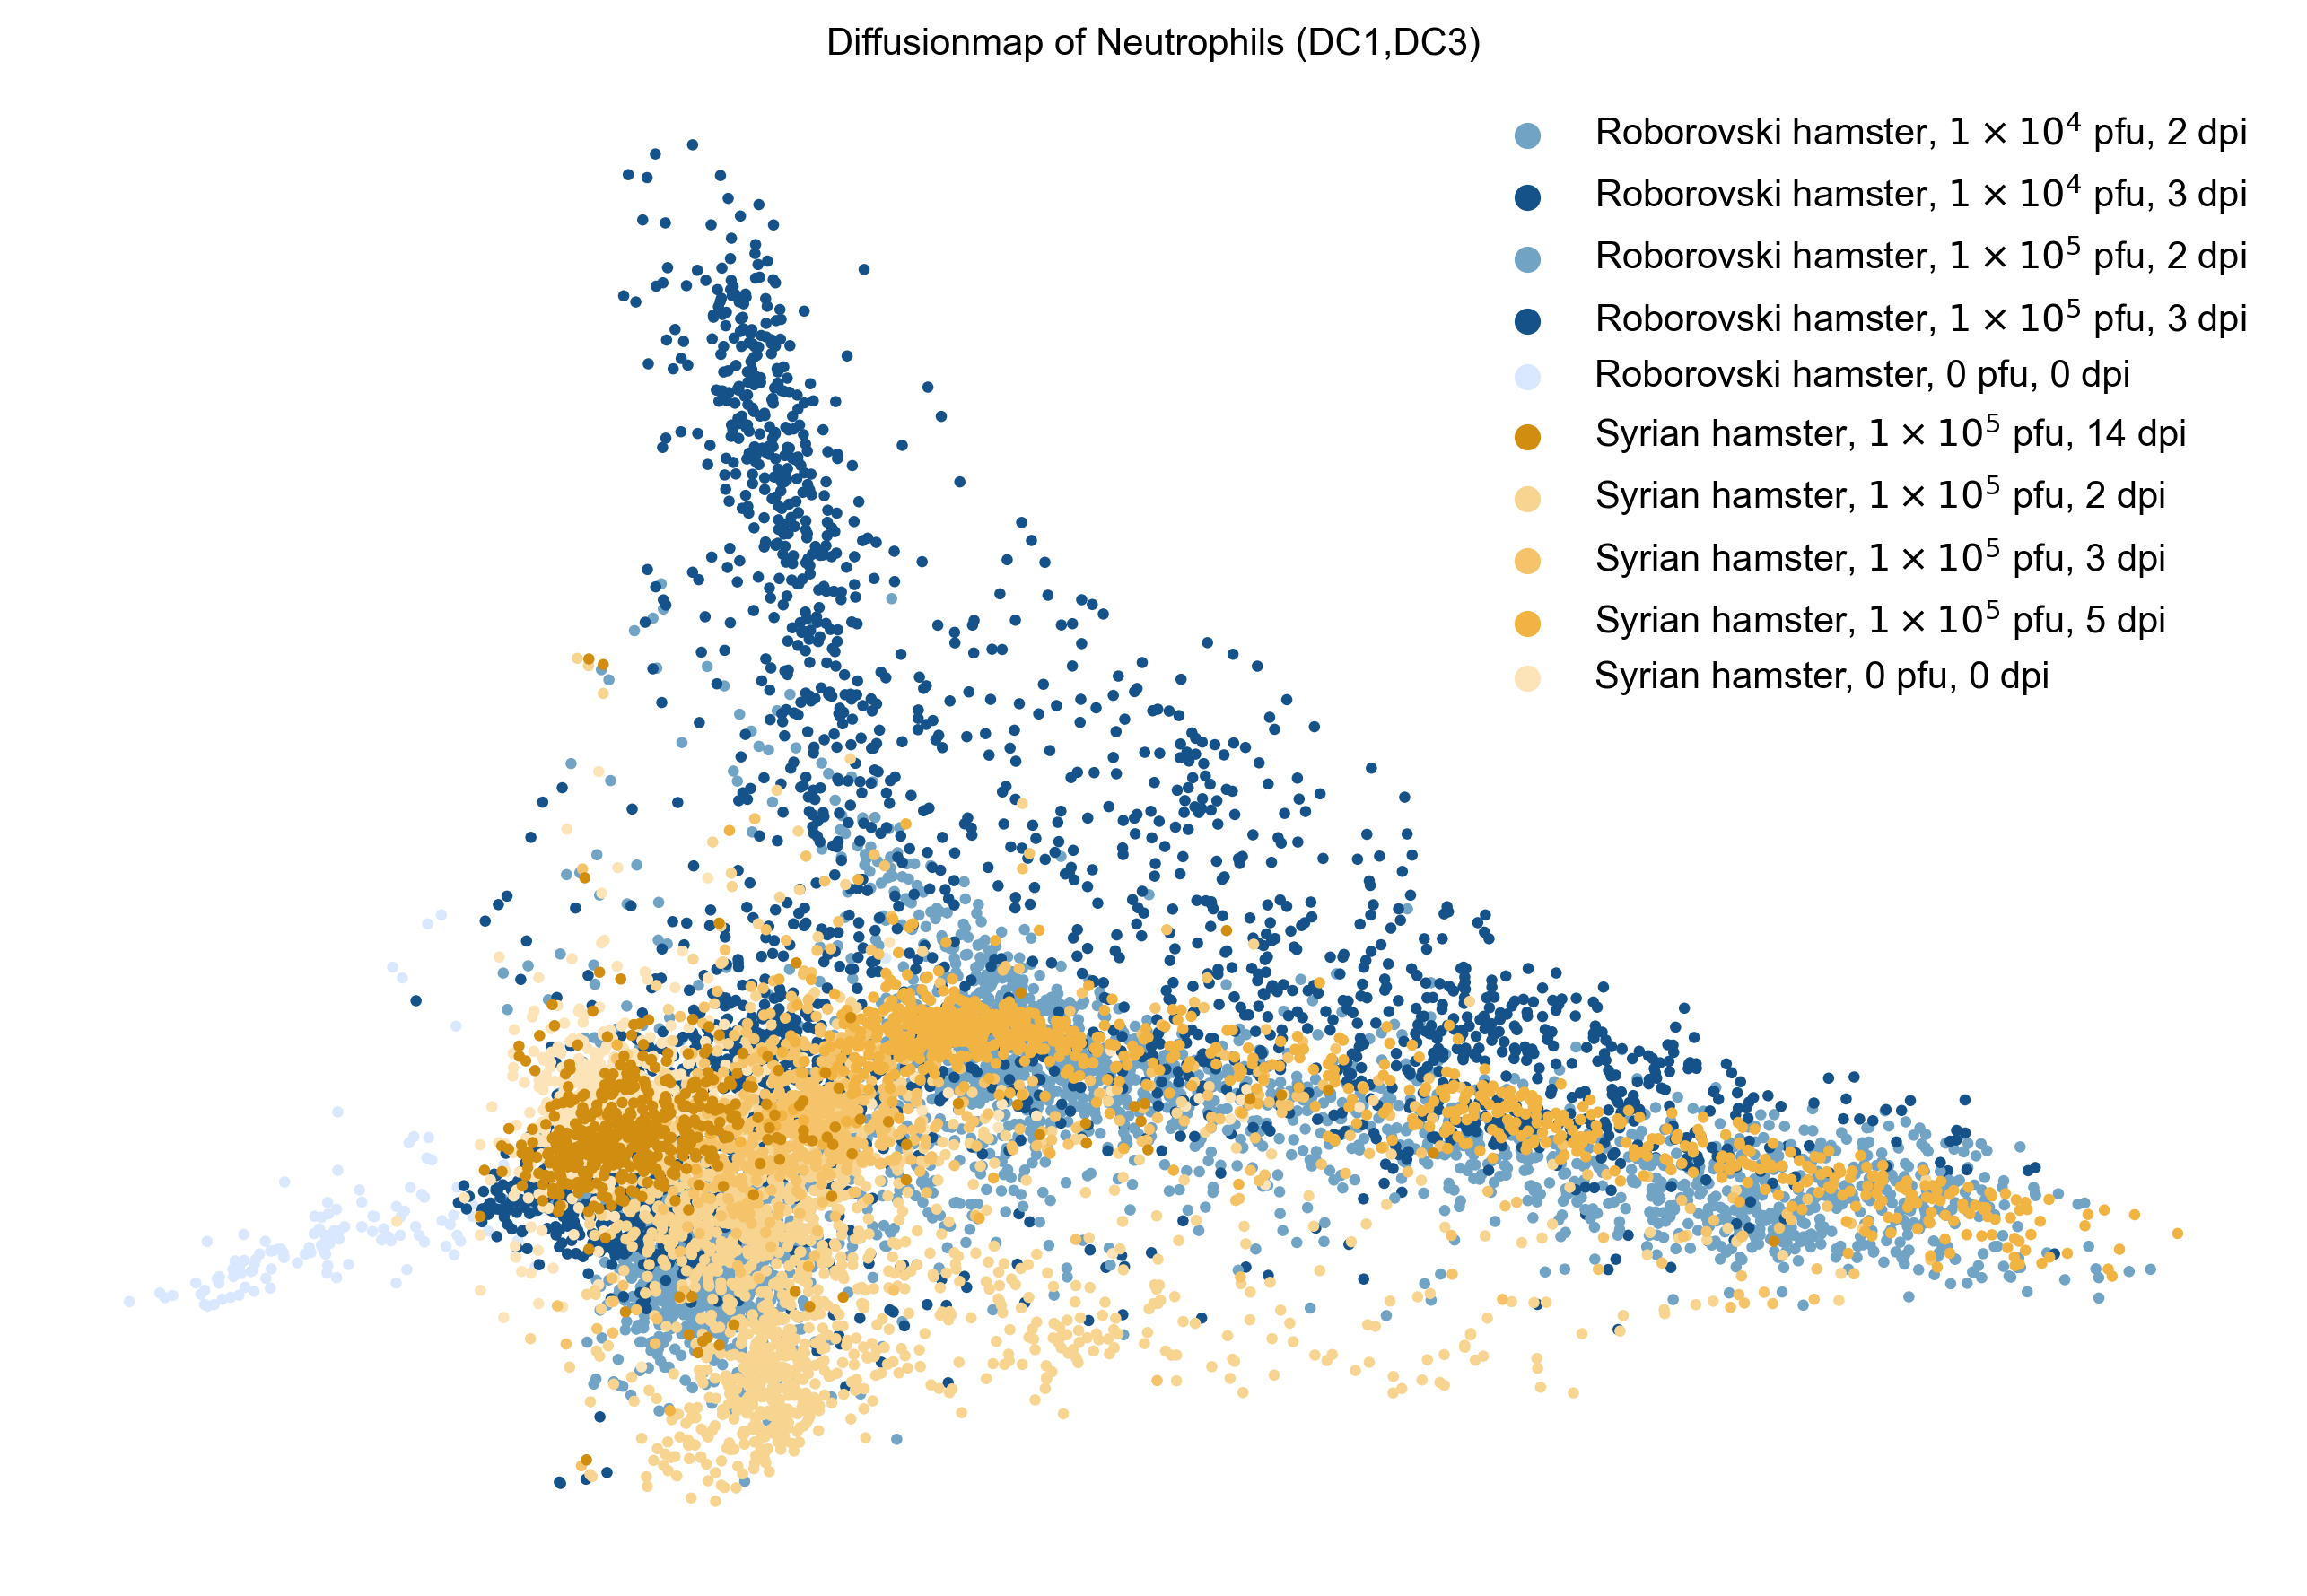 Diffusionmap of Neutrophils (DC1,DC3)
Roborovski hamster, 1 × 10⁴ pfu, 2 dpi
Roborovski hamster, 1 × 10⁴ pfu, 3 dpi
Roborovski hamster, 1 × 10⁵ pfu, 2 dpi
Roborovski hamster, 1 × 10⁵ pfu, 3 dpi
Roborovski hamster, 0 pfu, 0 dpi
Syrian hamster, 1 × 10⁵ pfu, 14 dpi
Syrian hamster, 1 × 10⁵ pfu, 2 dpi
Syrian hamster, 1 × 10⁵ pfu, 3 dpi
Syrian hamster, 1 × 10⁵ pfu, 5 dpi
Syrian hamster, 0 pfu, 0 dpi